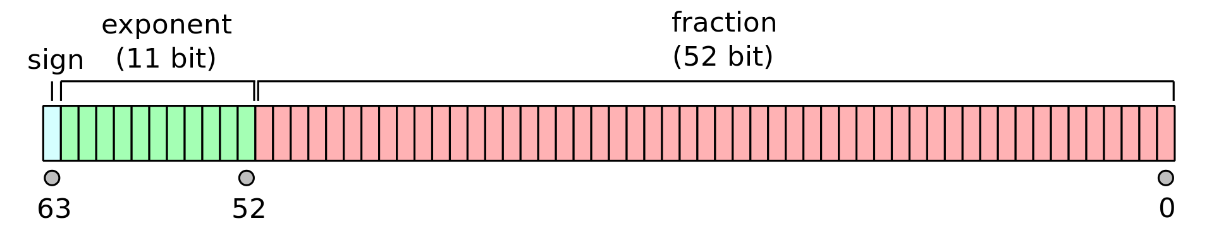 sign
exponent
(11 bit)
fraction
(52 bit)
63
52
0